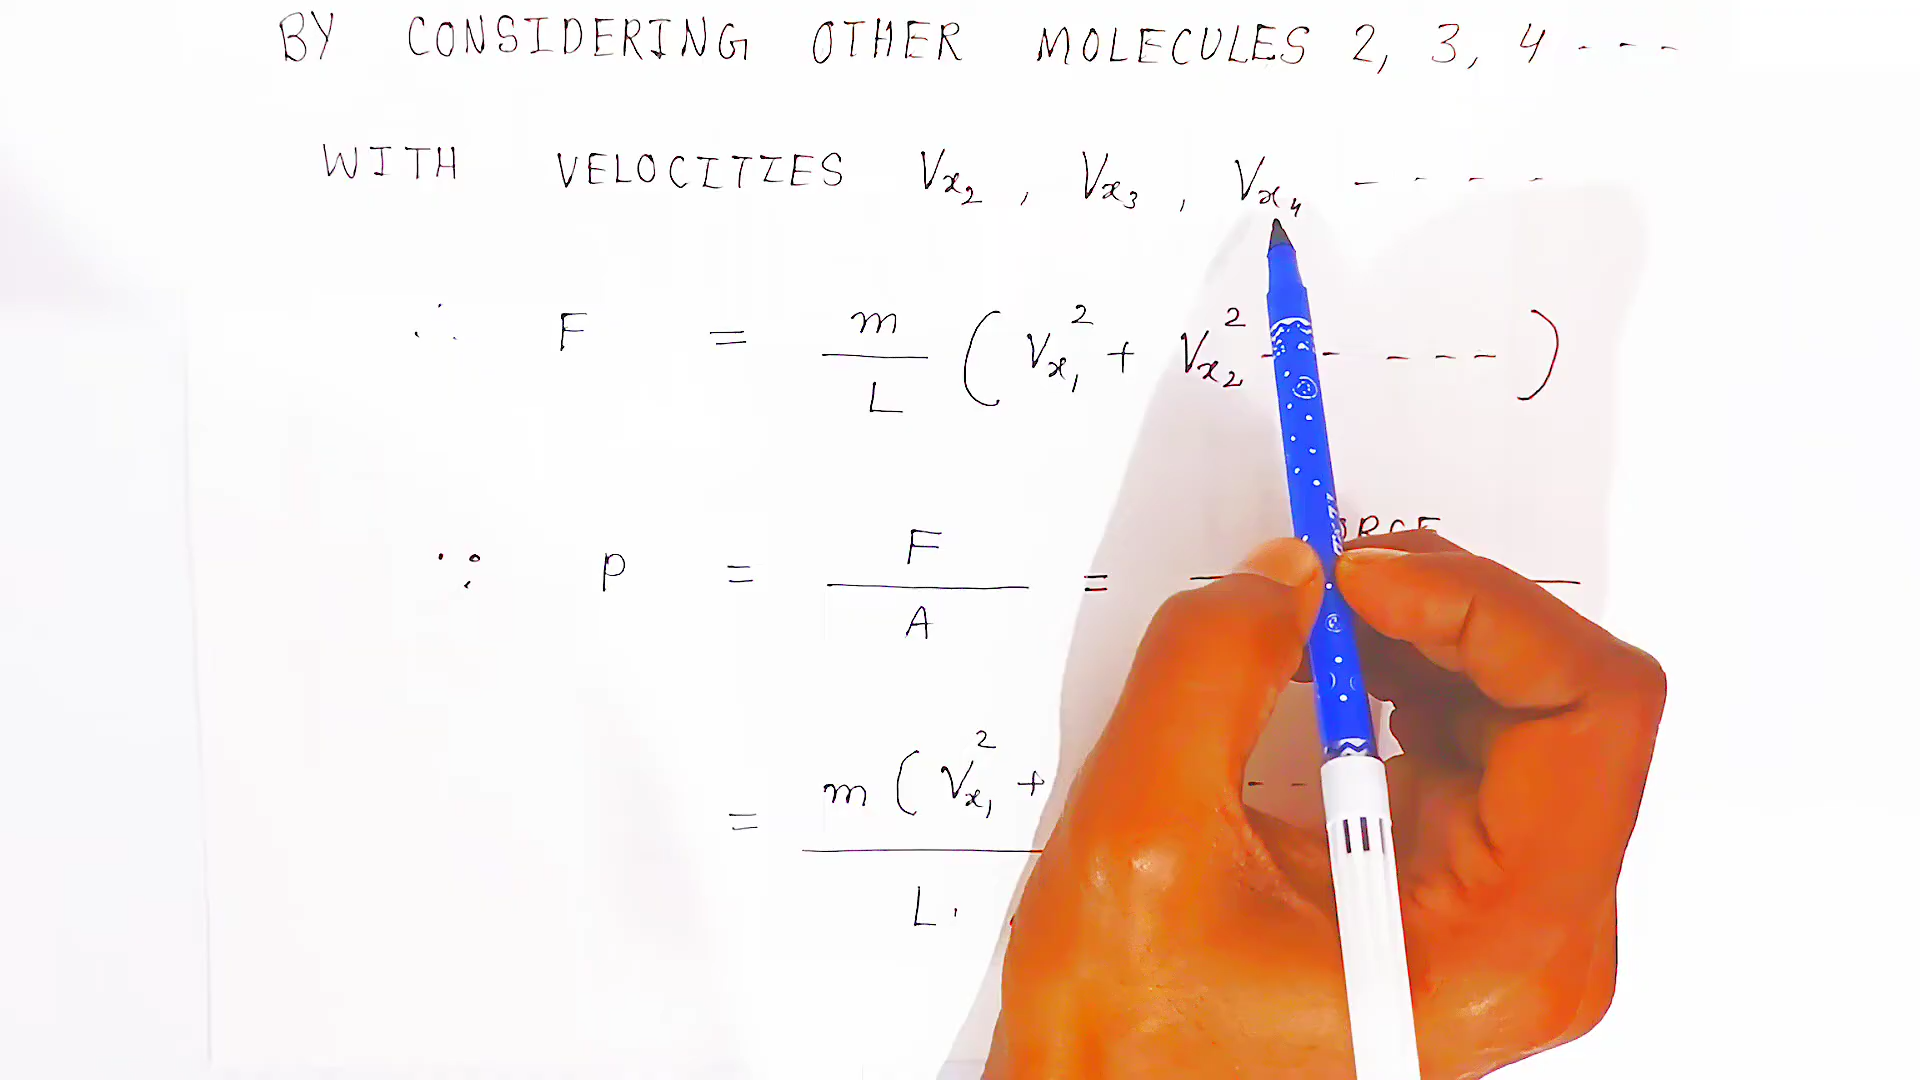 BY CONSIDERING OTHER MOLECULES 2, 3, 4 - - -
WITH VELOCITIES Vx₂ , Vx₃ , Vx₄ - - - -
∴ F = m/L ( Vx₁² + Vx₂² - - - - - )
∵ P = F/A =
= m ( Vx₁² + - - / L .